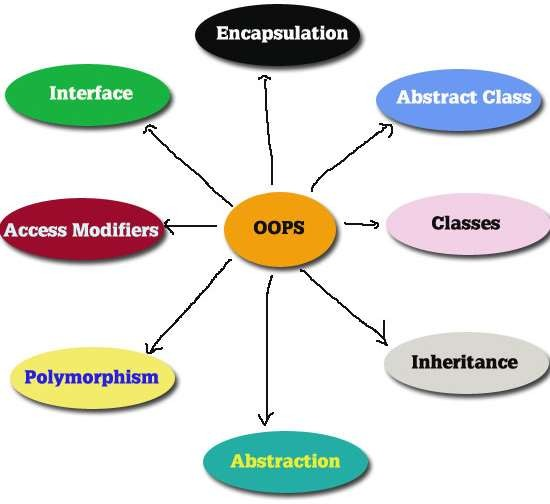 Encapsulation
Interface
Abstract Class
OOPS
Access Modifiers
Classes
Polymorphism
Inheritance
Abstraction